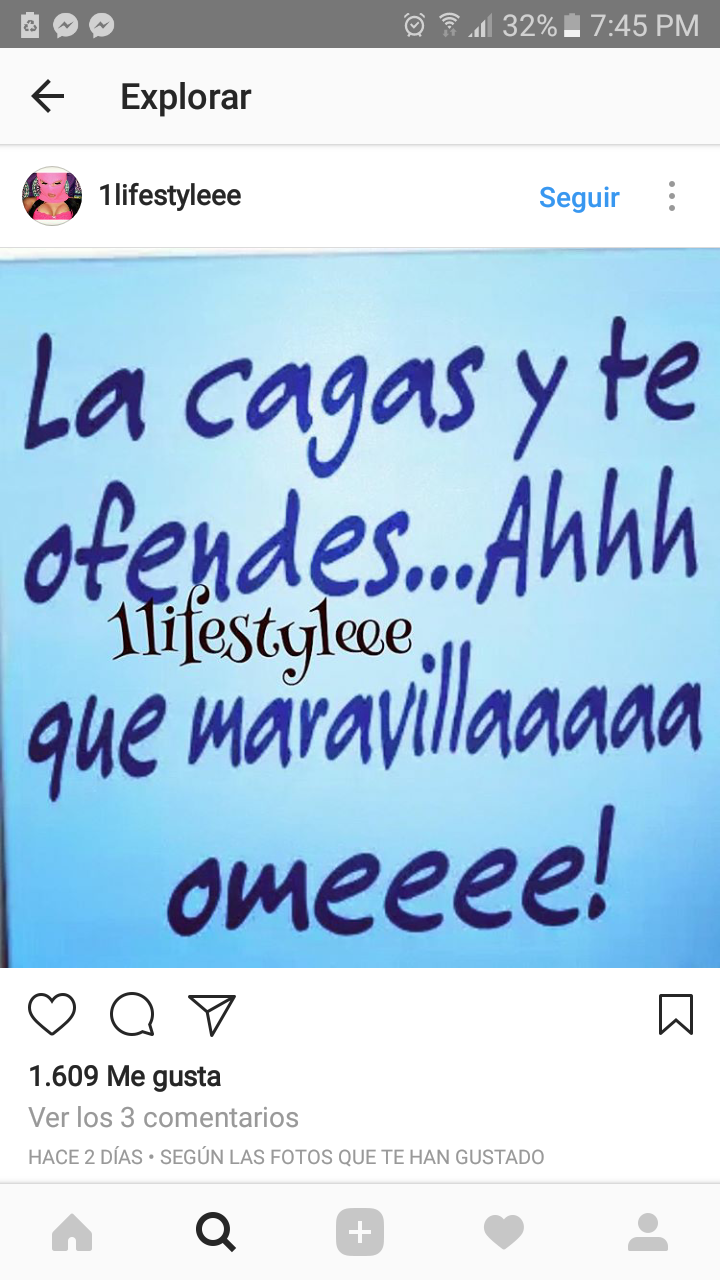 32% 7:45 PM
Explorar
1lifestyleee
Seguir
La cagas y te
ofendes...Ahhh
1lifestyleee
que maravillaaaaa
omeeee!
1.609 Me gusta
Ver los 3 comentarios
HACE 2 DÍAS • SEGÚN LAS FOTOS QUE TE HAN GUSTADO